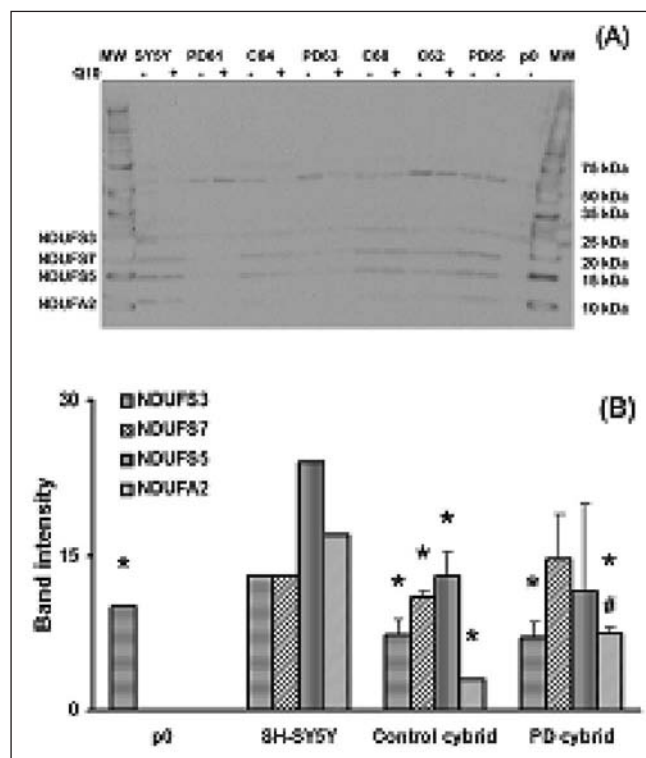 (A)
MW SY5Y PD61 C64 PD63 C68 C62 PD65 ρ0 MW
Q10 - + - + - + - + - + - + - + -
75 kDa
50 kDa
35 kDa
NDUFS3
25 kDa
NDUFS7
20 kDa
NDUFS5
15 kDa
NDUFA2
10 kDa
(B)
30
NDUFS3
NDUFS7
NDUFS5
NDUFA2
Band intensity
15
0
* * * * * * * #
ρ0 SH-SY5Y Control cybrid PD cybrid